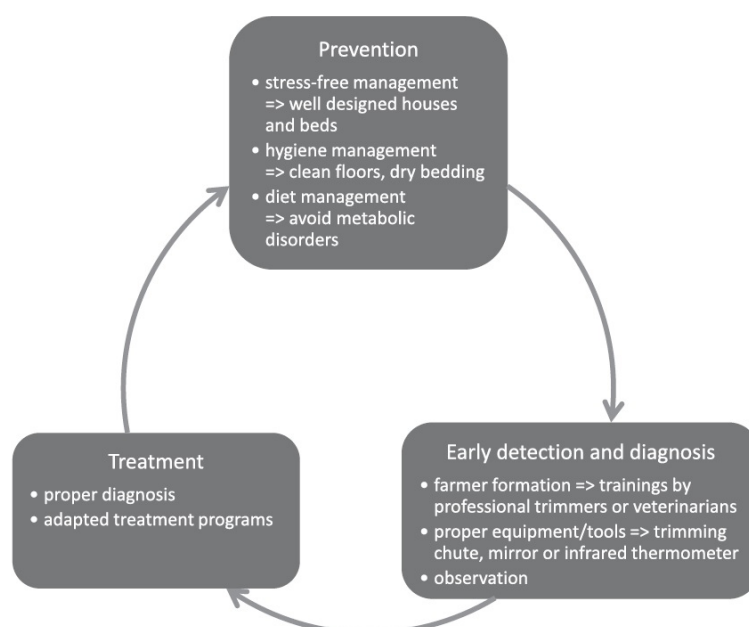 Prevention
• stress-free management
=> well designed houses
and beds
• hygiene management
=> clean floors, dry bedding
• diet management
=> avoid metabolic
disorders
Early detection and diagnosis
• farmer formation => trainings by
professional trimmers or veterinarians
• proper equipment/tools => trimming
chute, mirror or infrared thermometer
• observation
Treatment
• proper diagnosis
• adapted treatment programs